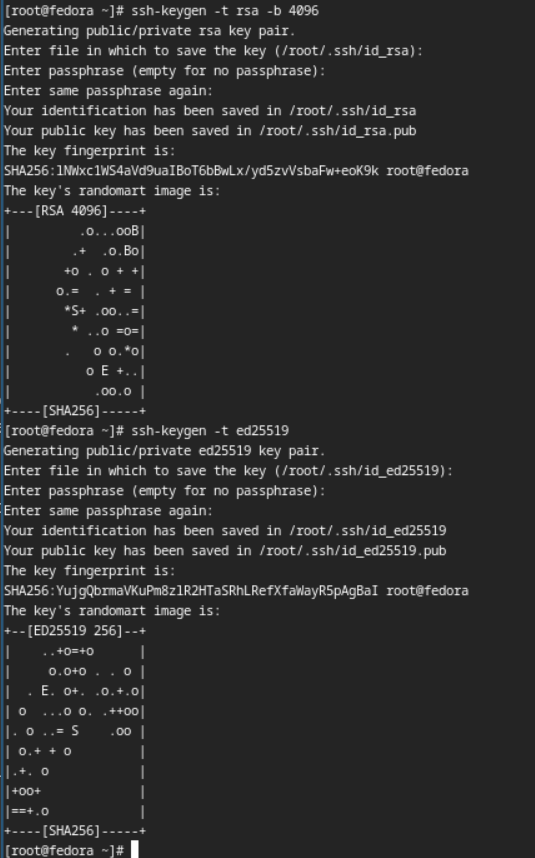 [root@fedora ~]# ssh-keygen -t rsa -b 4096
Generating public/private rsa key pair.
Enter file in which to save the key (/root/.ssh/id_rsa):
Enter passphrase (empty for no passphrase):
Enter same passphrase again:
Your identification has been saved in /root/.ssh/id_rsa
Your public key has been saved in /root/.ssh/id_rsa.pub
The key fingerprint is:
SHA256:lNWxc1WS4aVd9uaIBoT6bBwLx/yd5zvVsbaFw+eoK9k root@fedora
The key's randomart image is:
+---[RSA 4096]----+
|         .o...ooB|
|        .+  .o.Bo|
|       +o . o + +|
|      o.=  . + = |
|       *S+ .oo..=|
|        * ..o =o=|
|       .   o o.*o|
|          o E +..|
|           .oo.o |
+----[SHA256]-----+
[root@fedora ~]# ssh-keygen -t ed25519
Generating public/private ed25519 key pair.
Enter file in which to save the key (/root/.ssh/id_ed25519):
Enter passphrase (empty for no passphrase):
Enter same passphrase again:
Your identification has been saved in /root/.ssh/id_ed25519
Your public key has been saved in /root/.ssh/id_ed25519.pub
The key fingerprint is:
SHA256:YujgQbrmaVKuPm8zlR2HTaSRhLRefXfaWayR5pAgBaI root@fedora
The key's randomart image is:
+--[ED25519 256]--+
|    ..+o=+o      |
|     o.o+o . . o |
|  . E. o+. .o.+.o|
| o  ...o o. .++oo|
|. o ..= S    .oo |
| o.+ + o         |
|.+. o            |
|+oo+             |
|==+.o            |
+----[SHA256]-----+
[root@fedora ~]#